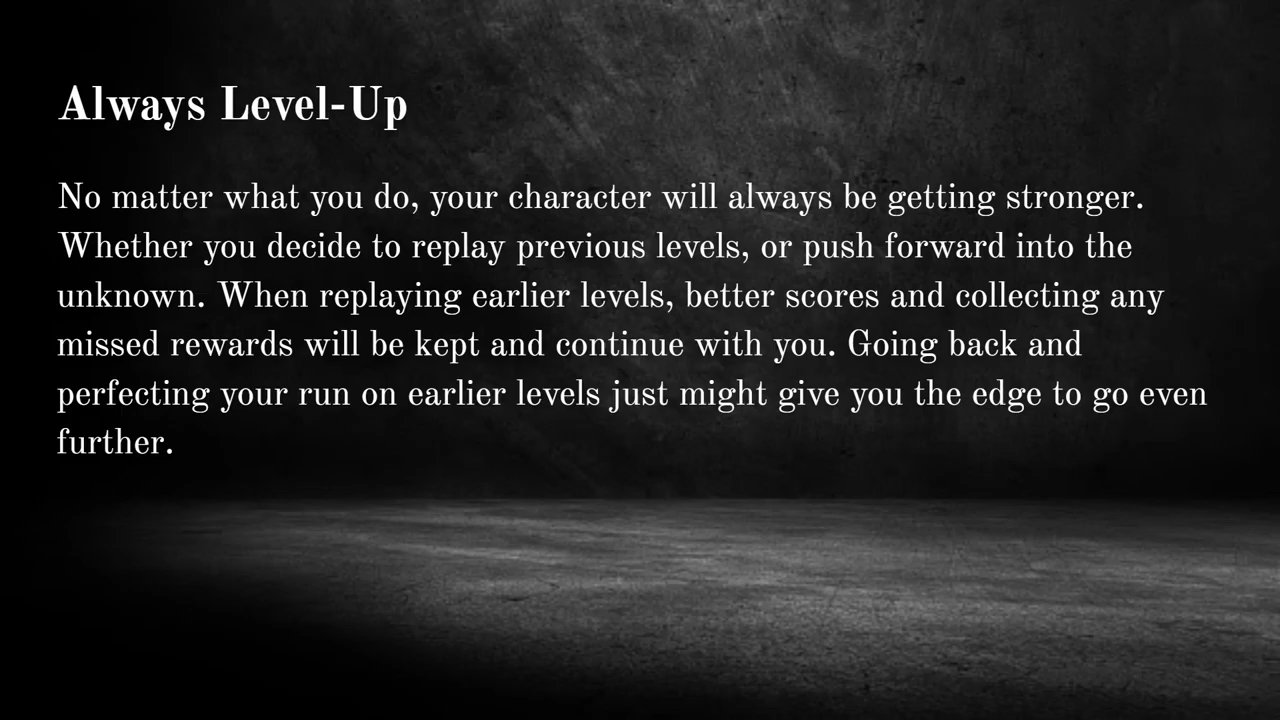 Always Level-Up
No matter what you do, your character will always be getting stronger.
Whether you decide to replay previous levels, or push forward into the
unknown. When replaying earlier levels, better scores and collecting any
missed rewards will be kept and continue with you. Going back and
perfecting your run on earlier levels just might give you the edge to go even
further.